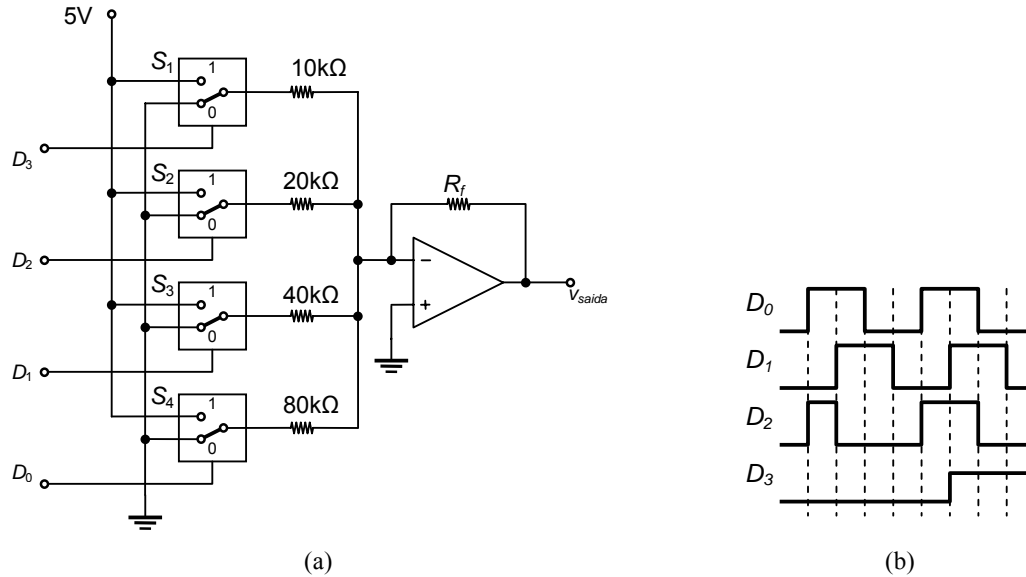 5V
S1
1
0
10kΩ
D3
S2
1
0
20kΩ
Rf
D2
−
+
vsaida
S3
1
0
40kΩ
D1
S4
1
0
80kΩ
D0
D0
D1
D2
D3
(a)
(b)